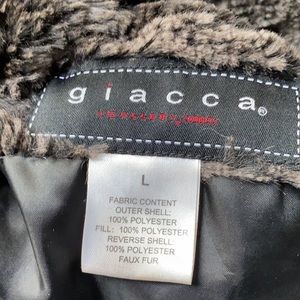 giacca®
L
FABRIC CONTENT
OUTER SHELL:
100% POLYESTER
FILL: 100% POLYESTER
REVERSE SHELL:
100% POLYESTER
FAUX FUR